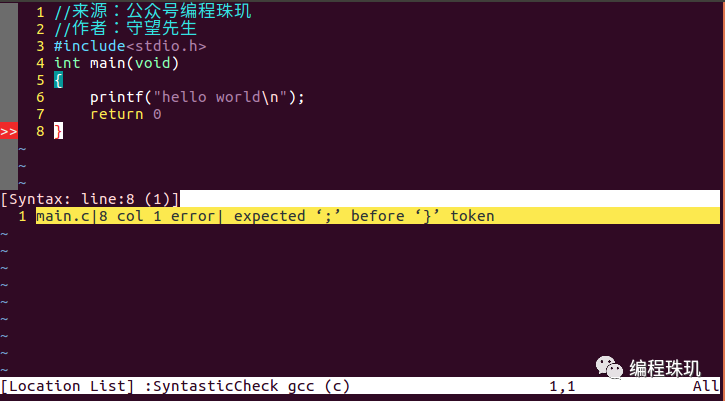 1 //来源：公众号编程珠玑
2 //作者：守望先生
3 #include<stdio.h>
4 int main(void)
5 {
6     printf("hello world\n");
7     return 0
>> 8 }
~
~
~
[Syntax: line:8 (1)]
1 main.c|8 col 1 error| expected ‘;’ before ‘}’ token
~
~
~
~
~
~
~
~
~
编程珠玑
[Location List] :SyntasticCheck gcc (c) 1,1 All